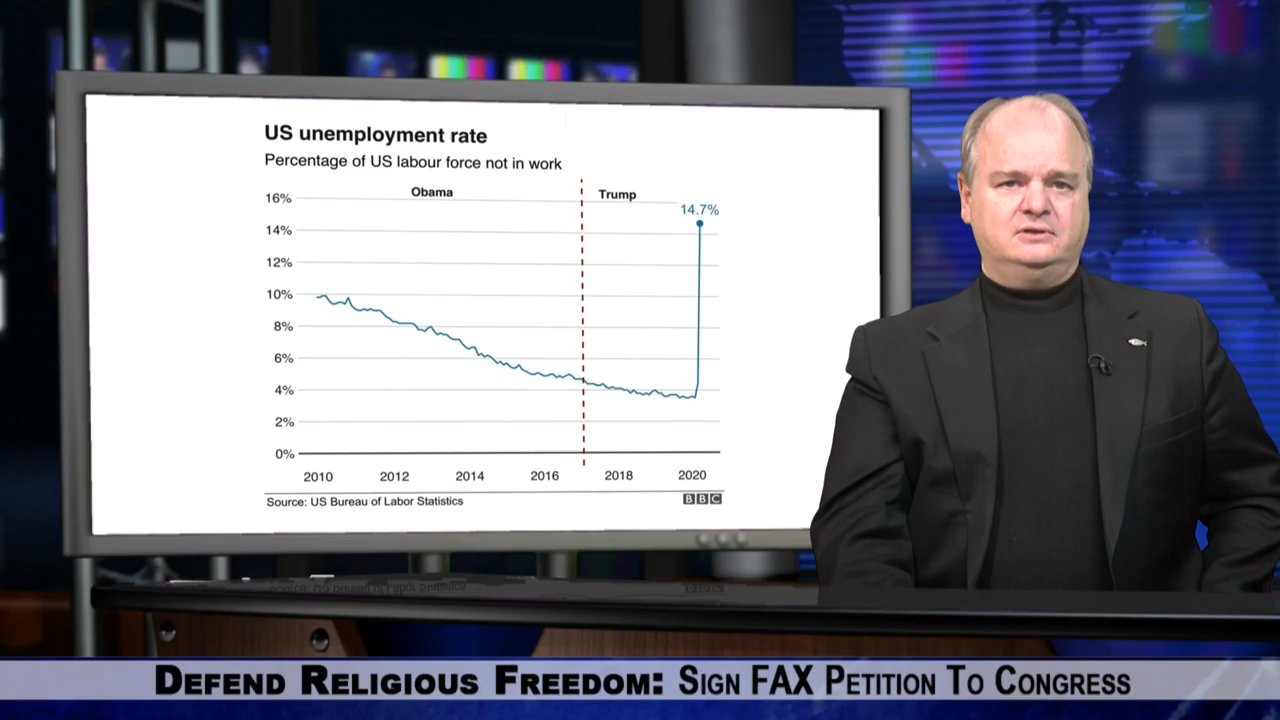 US unemployment rate
Percentage of US labour force not in work
Obama
Trump
14.7%
16%
14%
12%
10%
8%
6%
4%
2%
0%
2010 2012 2014 2016 2018 2020
Source: US Bureau of Labor Statistics
BBC
DEFEND RELIGIOUS FREEDOM: SIGN FAX PETITION TO CONGRESS